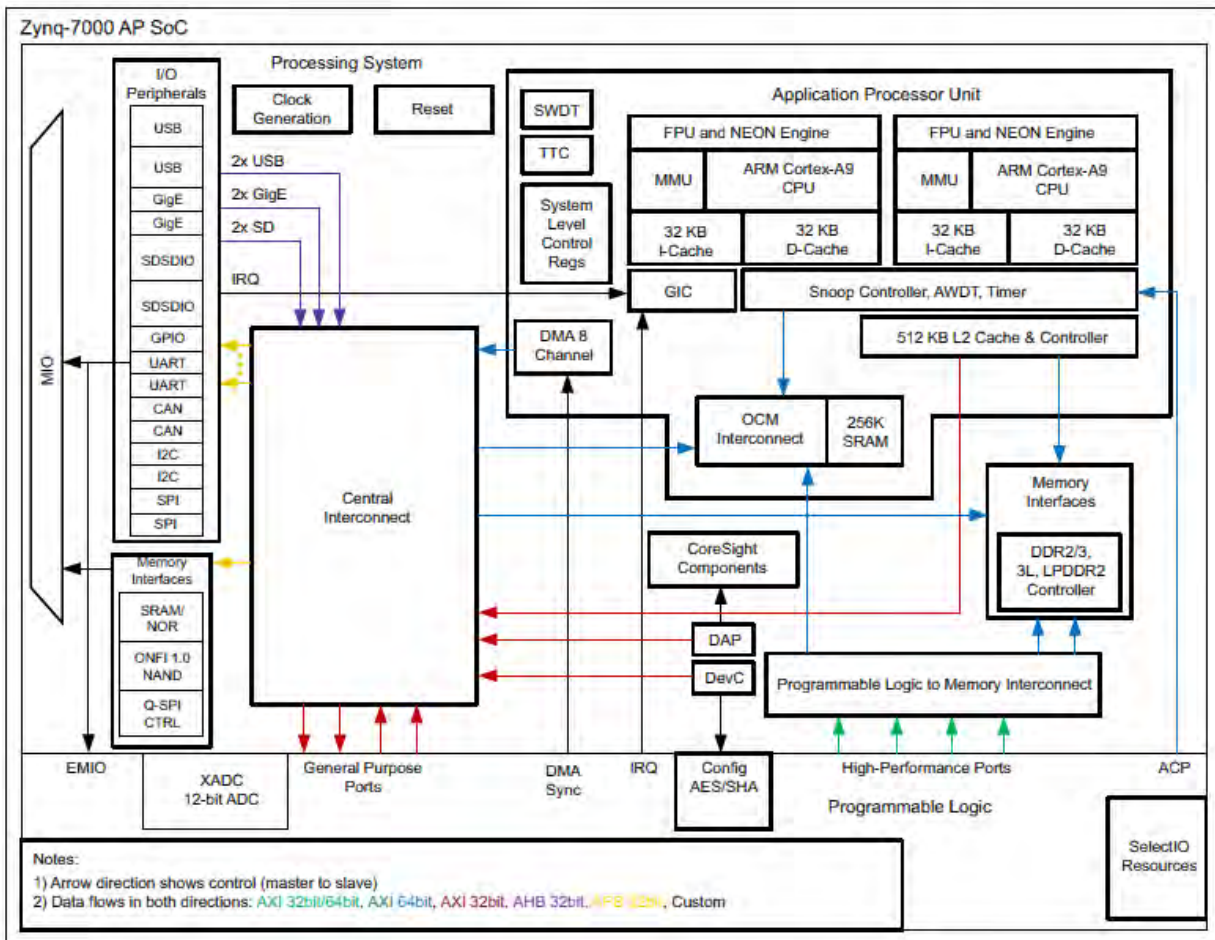 Zynq-7000 AP SoC
I/O
Peripherals
USB
USB
GigE
GigE
SDSDIO
SDSDIO
GPIO
UART
UART
CAN
CAN
I2C
I2C
SPI
SPI
MIO
Memory
Interfaces
SRAM/
NOR
ONFI 1.0
NAND
Q-SPI
CTRL
Processing System
Clock
Generation
Reset
2x USB
2x GigE
2x SD
IRQ
Central
Interconnect
SWDT
TTC
System
Level
Control
Regs
DMA 8
Channel
Application Processor Unit
FPU and NEON Engine
MMU
ARM Cortex-A9
CPU
32 KB
I-Cache
32 KB
D-Cache
FPU and NEON Engine
MMU
ARM Cortex-A9
CPU
32 KB
I-Cache
32 KB
D-Cache
GIC
Snoop Controller, AWDT, Timer
512 KB L2 Cache & Controller
OCM
Interconnect
256K
SRAM
Memory
Interfaces
DDR2/3,
3L, LPDDR2
Controller
CoreSight
Components
DAP
DevC
Programmable Logic to Memory Interconnect
EMIO
XADC
12-bit ADC
General Purpose
Ports
DMA
Sync
IRQ
Config
AES/SHA
High-Performance Ports
ACP
Programmable Logic
SelectIO
Resources
Notes:
1) Arrow direction shows control (master to slave)
2) Data flows in both directions: AXI 32bit/64bit, AXI 64bit, AXI 32bit, AHB 32bit, APB 32bit, Custom